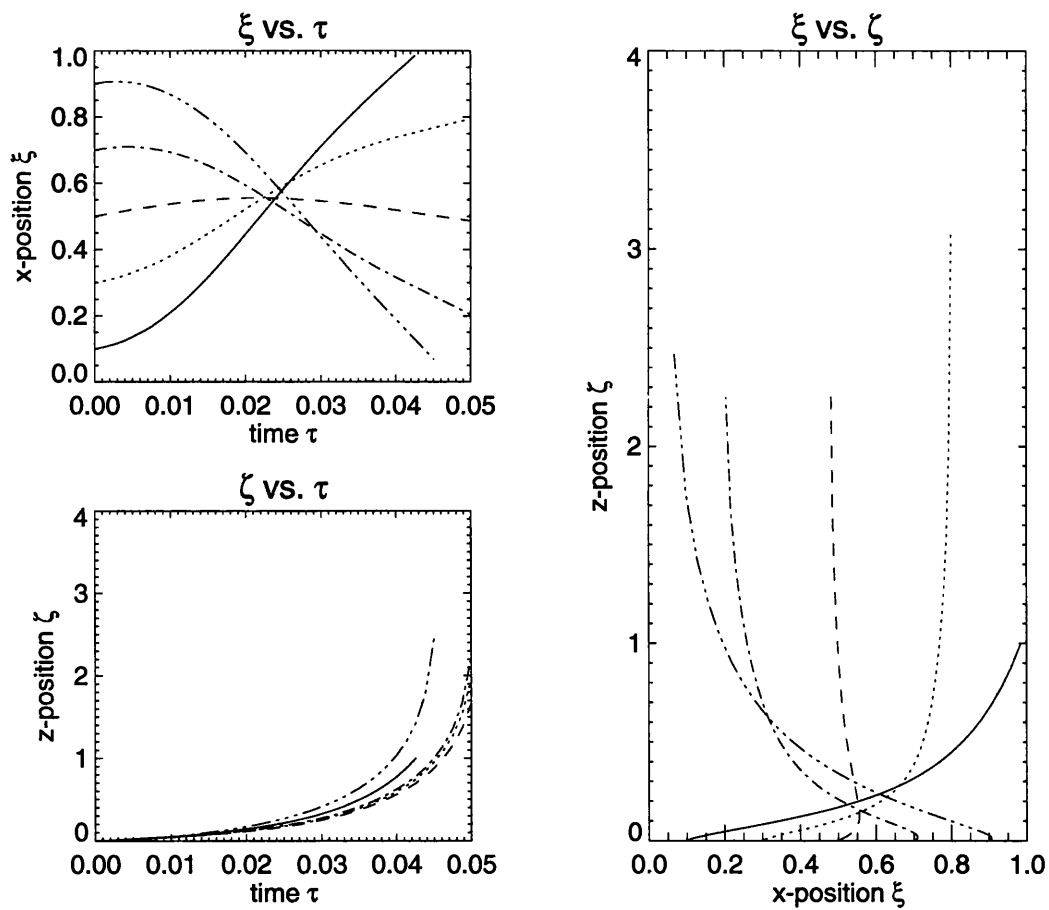 ξ vs. τ
1.0
0.8
0.6
0.4
0.2
0.0
x-position ξ
0.00 0.01 0.02 0.03 0.04 0.05
time τ
ζ vs. τ
4
3
2
1
0
z-position ζ
0.00 0.01 0.02 0.03 0.04 0.05
time τ
ξ vs. ζ
4
3
2
1
0
z-position ζ
0.0 0.2 0.4 0.6 0.8 1.0
x-position ξ